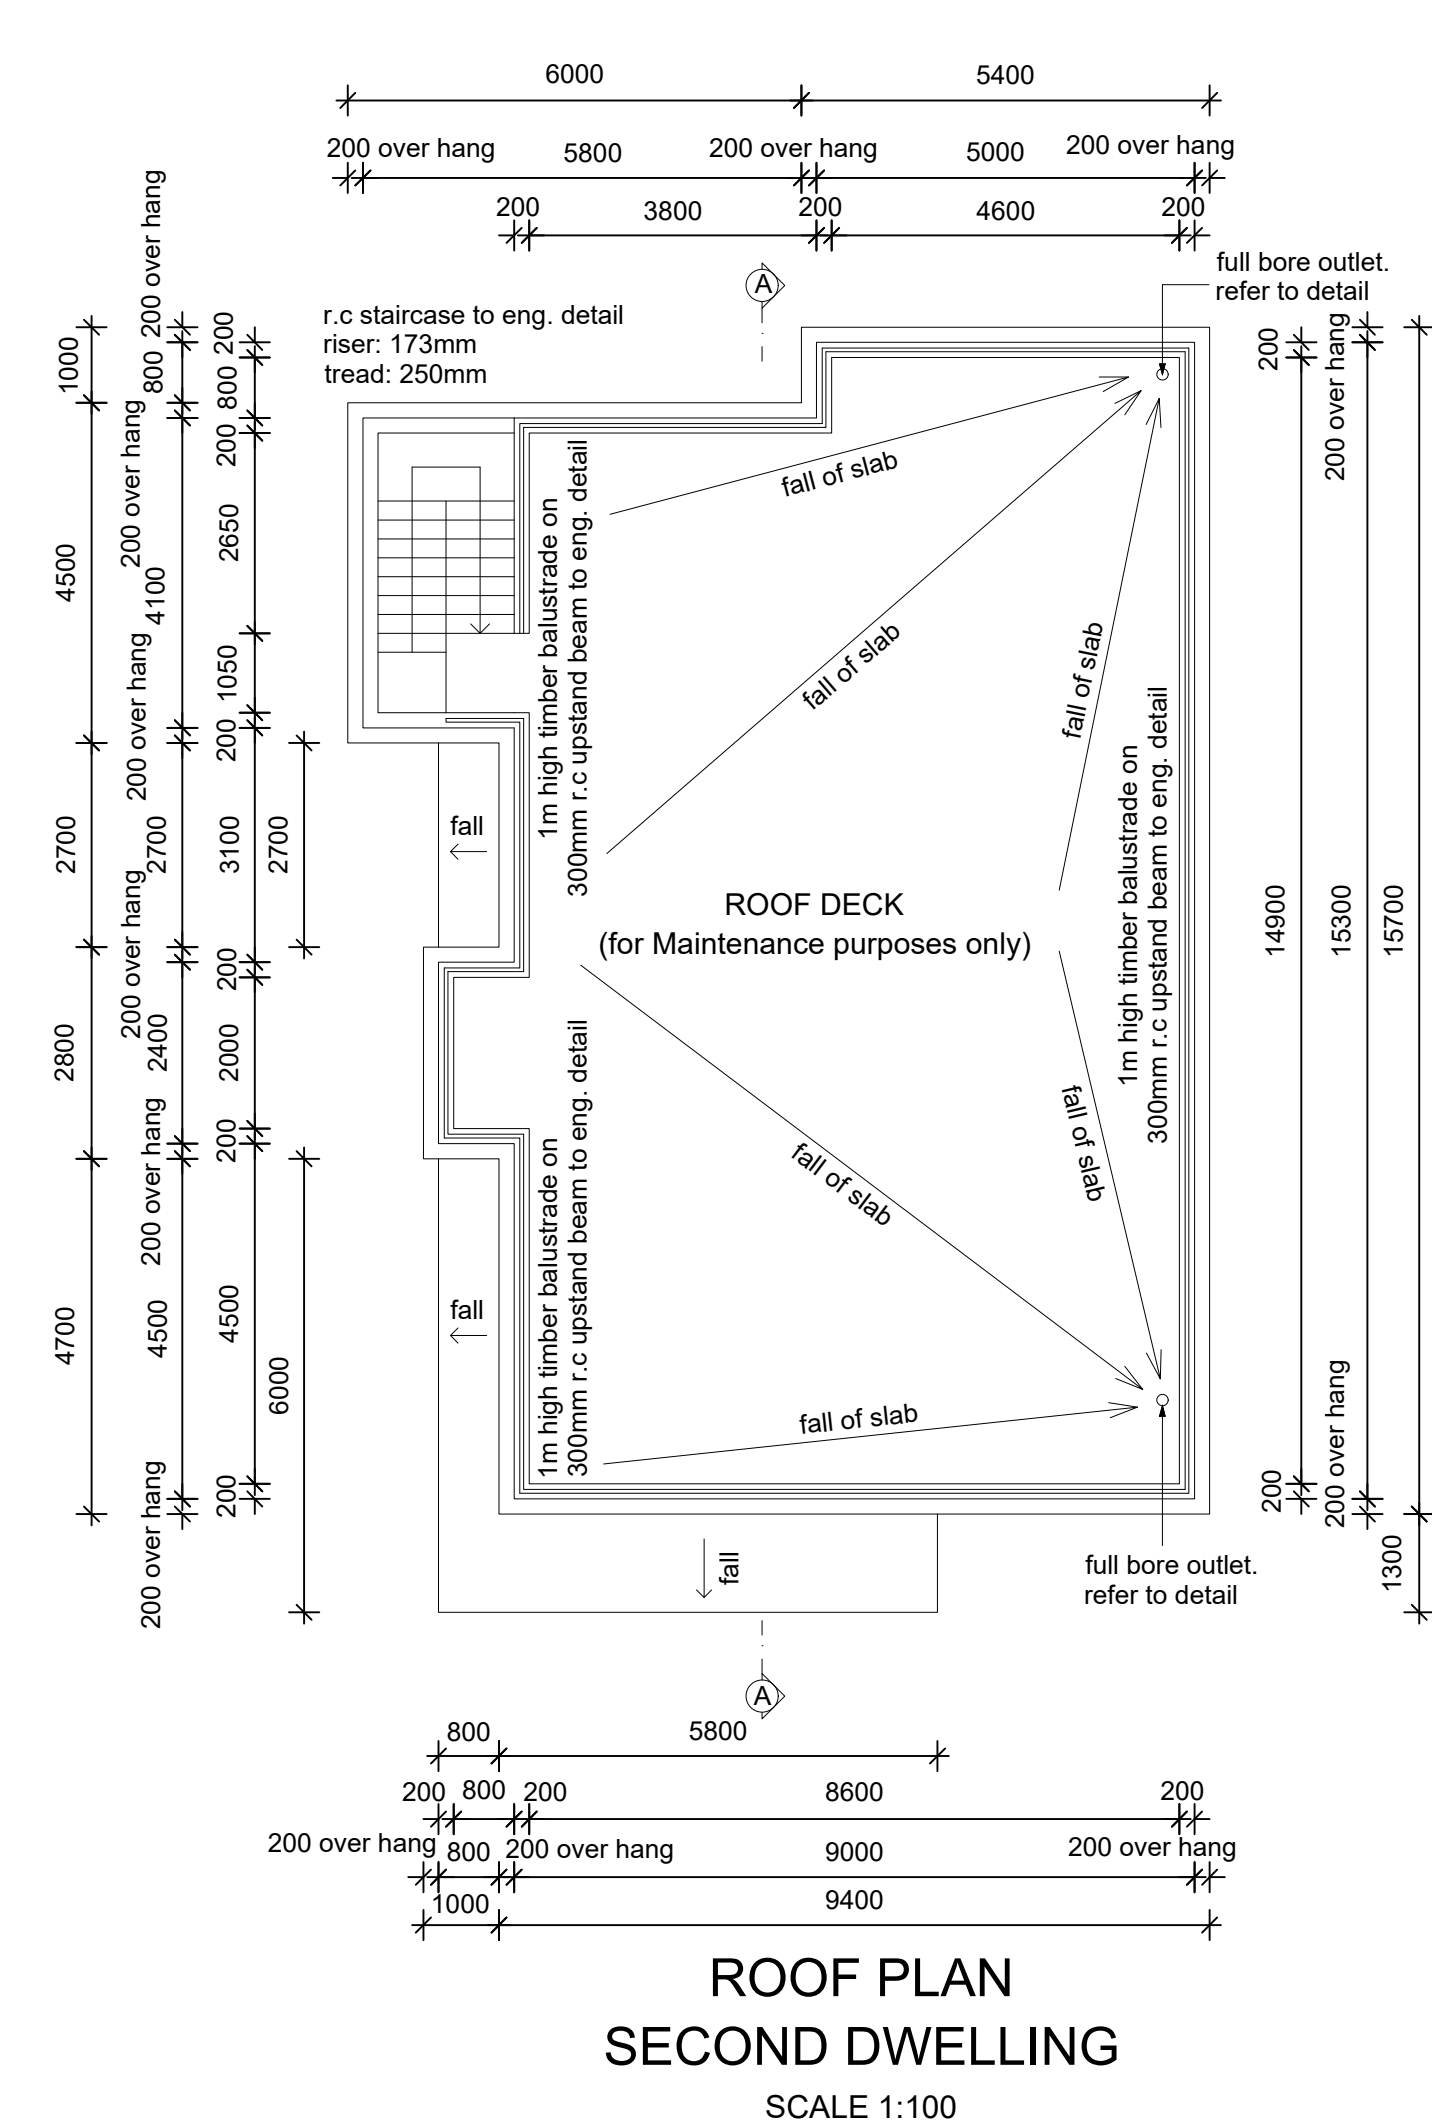 6000
5400
200 over hang
5800
200 over hang
5000
200 over hang
200
3800
200
4600
200
A
full bore outlet.
refer to detail
r.c staircase to eng. detail
riser: 173mm
tread: 250mm
1000
4500
2700
2800
4700
200 over hang
800
200 over hang
4100
200 over hang
2700
200 over hang
2400
200 over hang
4500
200 over hang
200
800
200
2650
1050
200
3100
200
2000
200
4500
200
2700
6000
fall
fall
fall
1m high timber balustrade on
300mm r.c upstand beam to eng. detail
1m high timber balustrade on
300mm r.c upstand beam to eng. detail
1m high timber balustrade on
300mm r.c upstand beam to eng. detail
fall of slab
fall of slab
fall of slab
ROOF DECK
(for Maintenance purposes only)
fall of slab
fall of slab
fall of slab
200
14900
200
200 over hang
15300
200 over hang
15700
1300
full bore outlet.
refer to detail
A
800
5800
200
800
200
8600
200
200 over hang
800
200 over hang
9000
200 over hang
1000
9400
ROOF PLAN
SECOND DWELLING
SCALE 1:100